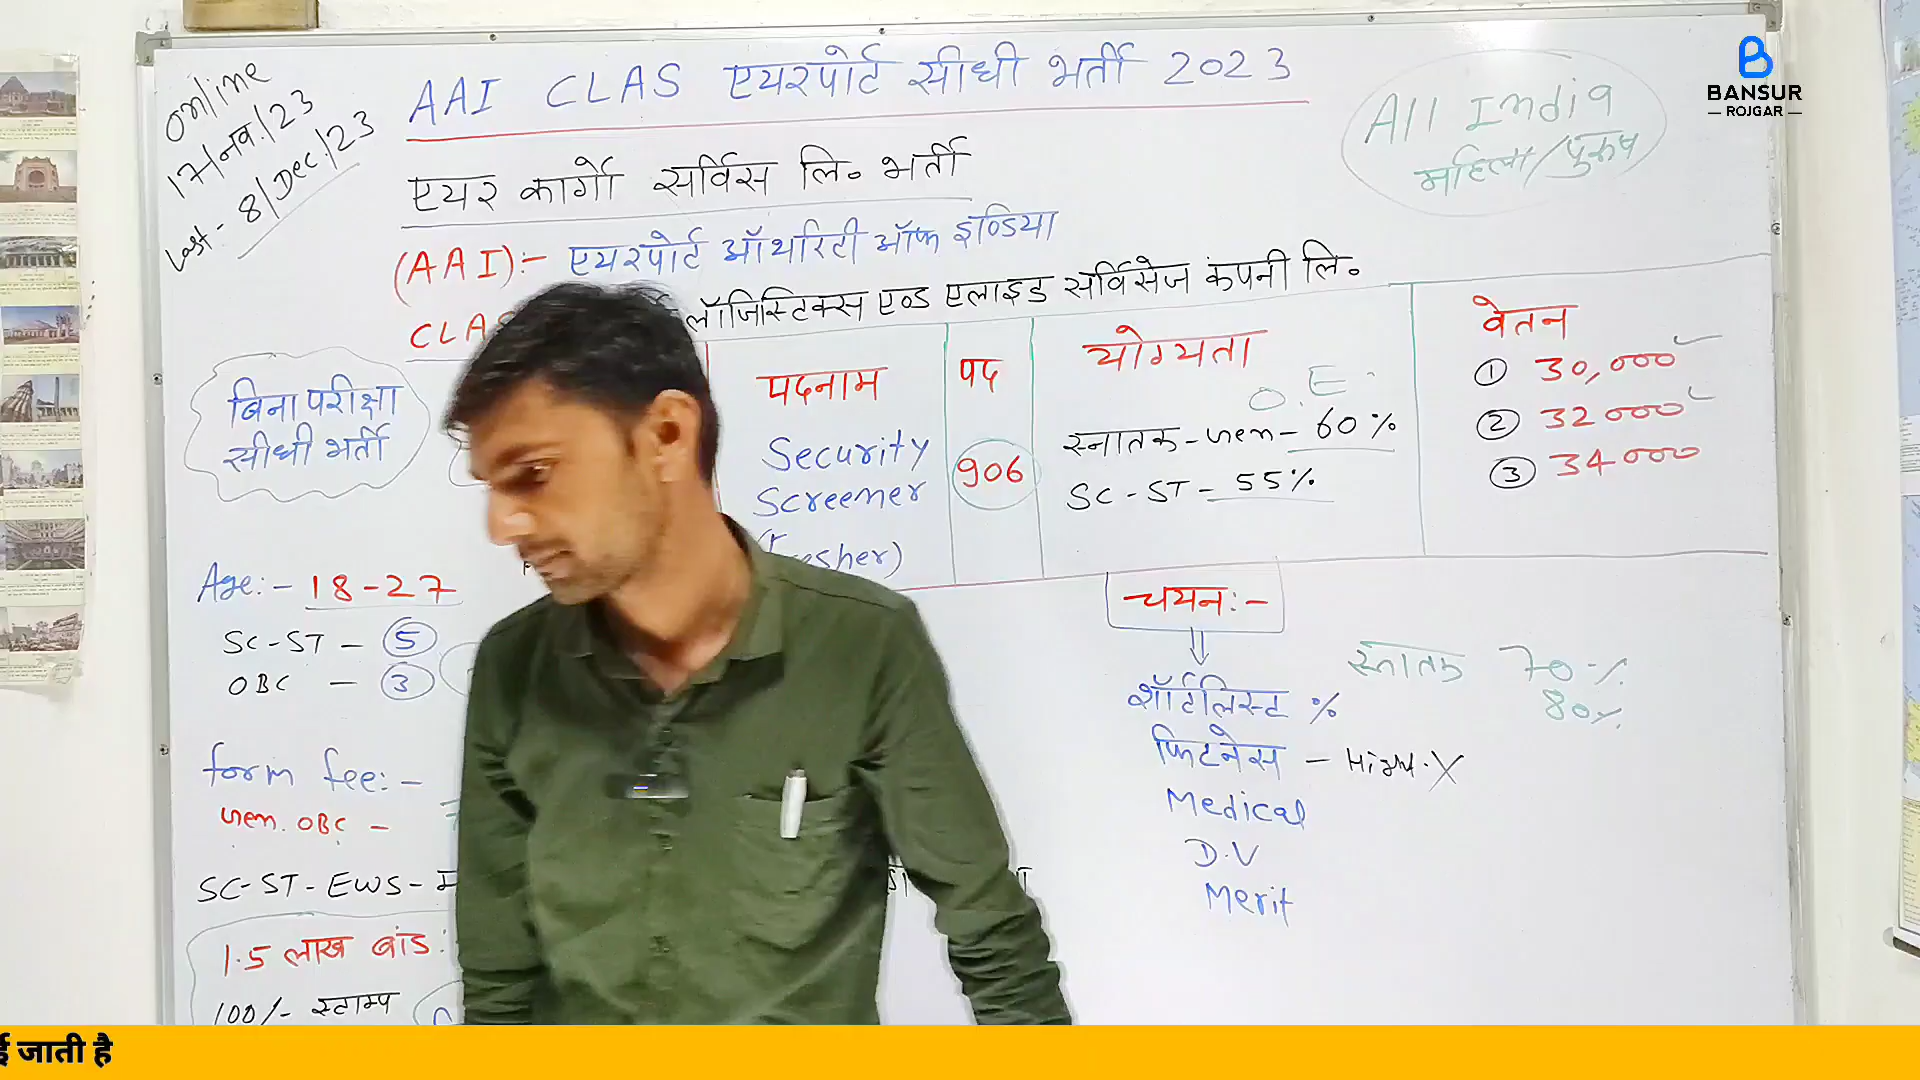 online
17/नव./23
Last - 8/Dec./23
AAI CLAS एयरपोर्ट सीधी भर्ती 2023
एयर कार्गो सर्विस लि० भर्ती
(AAI):- एयरपोर्ट ऑथॉरिटी ऑफ इण्डिया
CLAS
लॉजिस्टिक्स एण्ड एलाइड सर्विसेज कंपनी लि०
All India
महिला/पुरूष
BANSUR
ROJGAR
बिना परीक्षा
सीधी भर्ती
पदनाम
Security
Screener
esher)
पद
906
योग्यता
O.E.
स्नातक - Gen - 60%
SC-ST - 55%
वेतन
① 30,000
② 32000
③ 34000
Age:- 18-27
SC-ST - 5
OBC - 3
form fee:-
Gen. OBC -
SC-ST-EWS-
1.5 लाख बांड:
100/- स्टाम्प
चयन:-
शॉर्टलिस्ट %
स्नातक 70%
80%
फिटनेस - Hight. X
Medical
D.V
Merit
ई जाती है